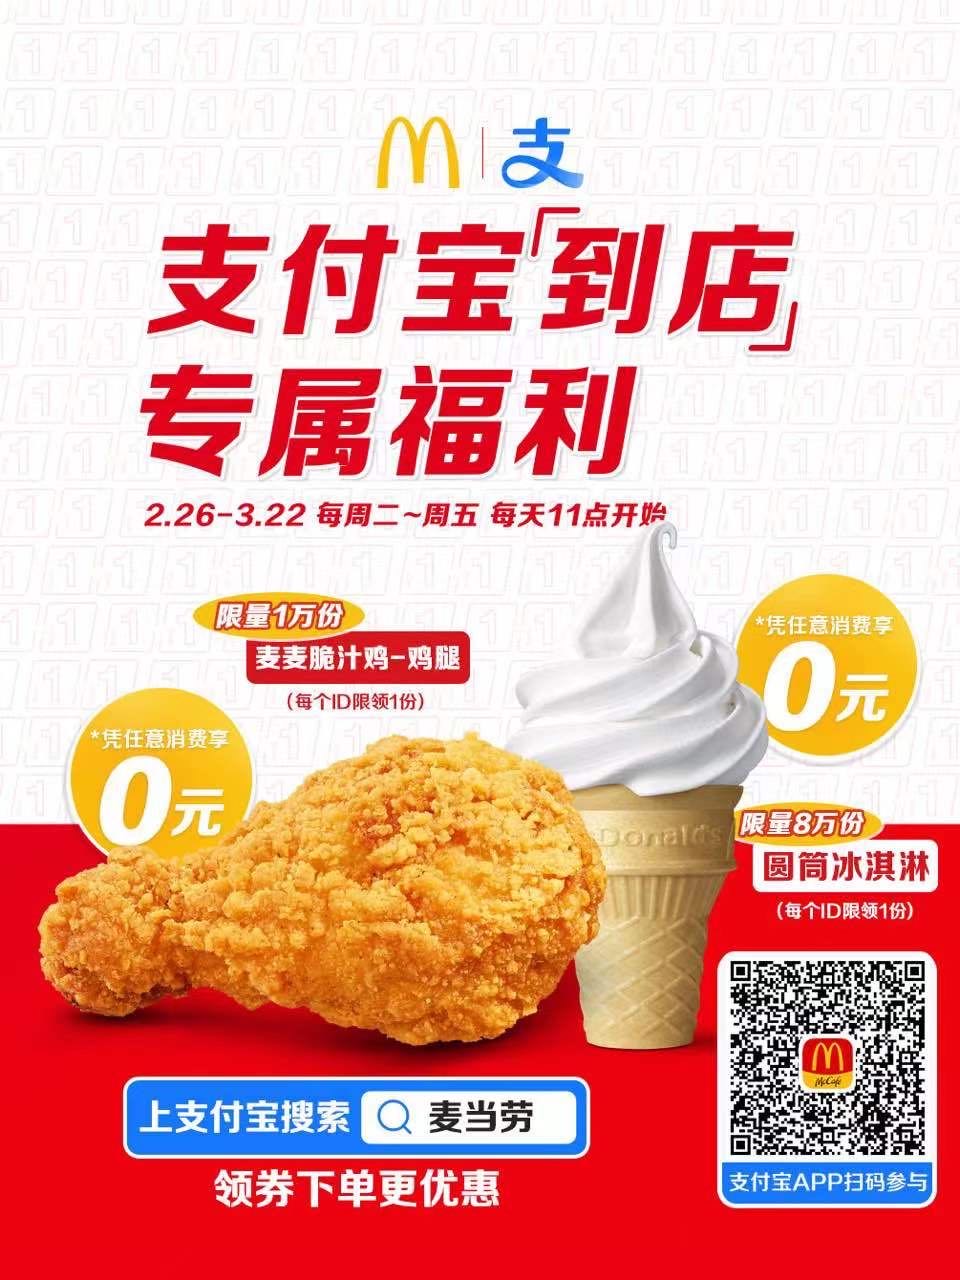 支
支付宝「到店」
专属福利
2.26-3.22 每周二~周五 每天11点开始
限量1万份
麦麦脆汁鸡-鸡腿
(每个ID限领1份)
*凭任意消费享
0元
*凭任意消费享
0元
Donald's
限量8万份
圆筒冰淇淋
(每个ID限领1份)
McCafé
上支付宝搜索 麦当劳
领券下单更优惠
支付宝APP扫码参与